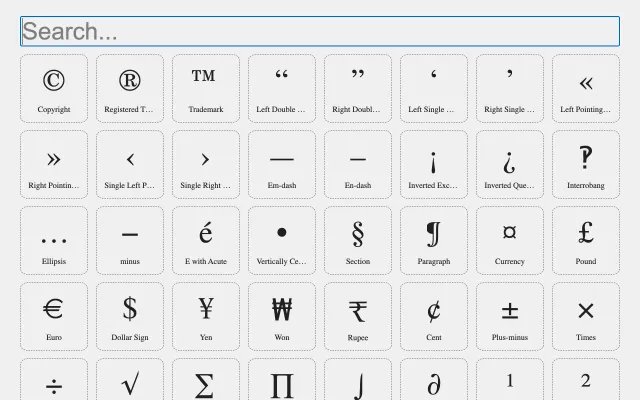 Search...
© ® ™ “ ” ‘ ’ «
Copyright Registered T… Trademark Left Double … Right Doubl… Left Single … Right Single … Left Pointing…
» ‹ › — – ¡ ¿ ‽
Right Pointin… Single Left P… Single Right … Em-dash En-dash Inverted Exc… Inverted Que… Interrobang
… − é • § ¶ ¤ £
Ellipsis minus E with Acute Vertically Ce… Section Paragraph Currency Pound
€ $ ¥ ₩ ₹ ¢ ± ×
Euro Dollar Sign Yen Won Rupee Cent Plus-minus Times
÷ √ ∑ ∏ ∫ ∂ ¹ ²